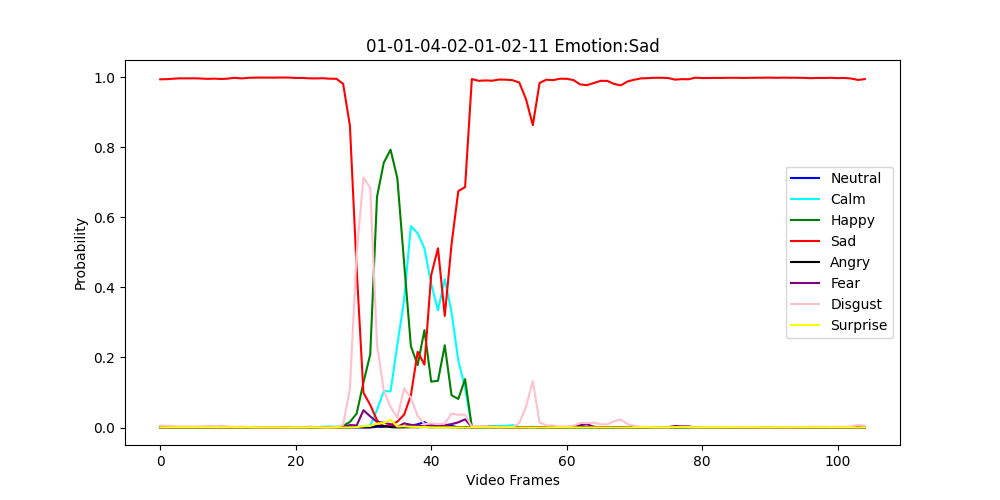 01-01-04-02-01-02-11 Emotion:Sad
1.0
0.8
0.6
0.4
0.2
0.0
Probability
0 20 40 60 80 100
Video Frames
Neutral
Calm
Happy
Sad
Angry
Fear
Disgust
Surprise